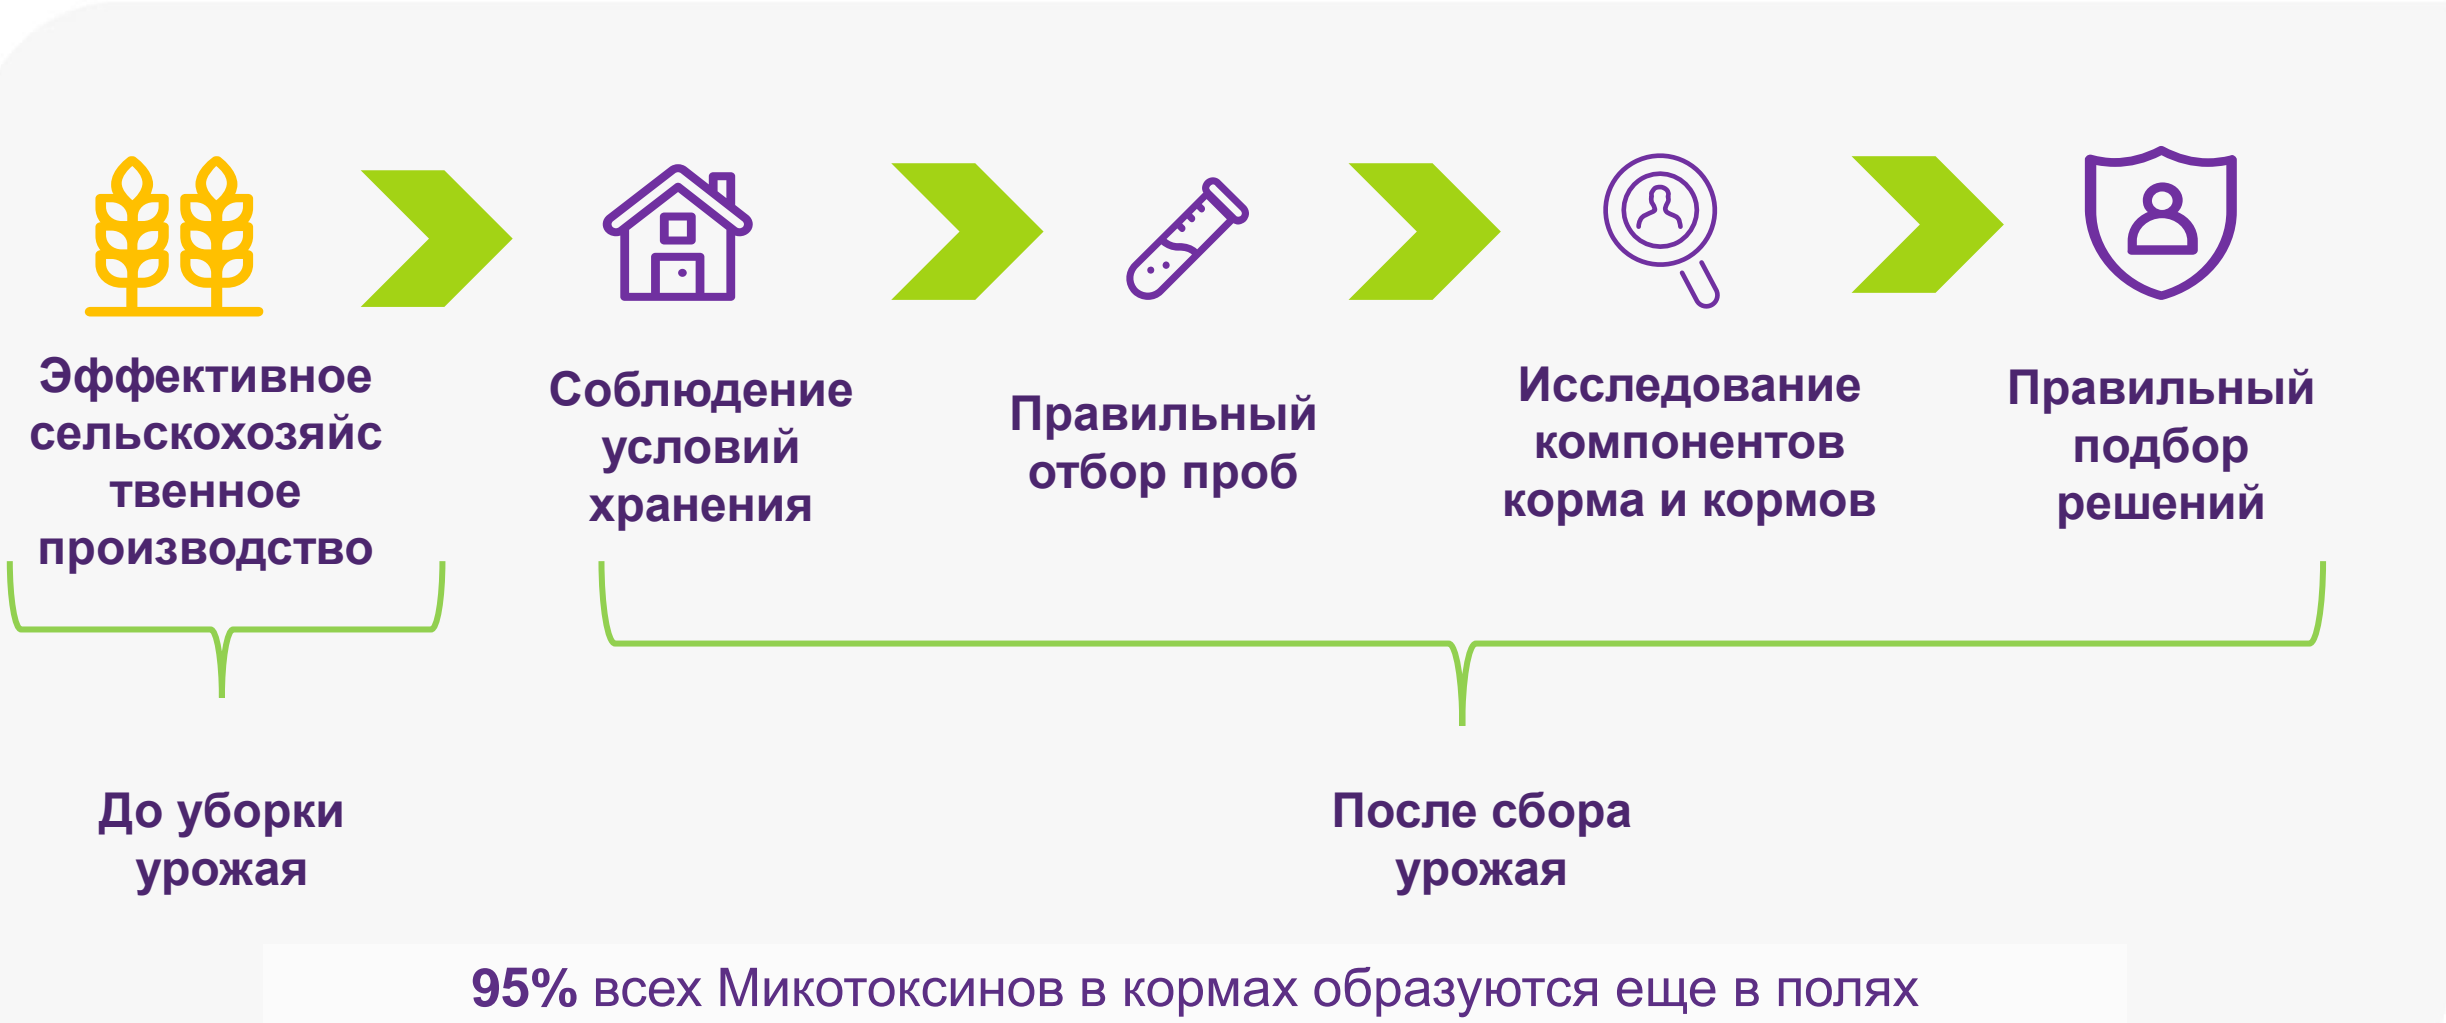 Эффективное
сельскохозяйс
твенное
производство
Соблюдение
условий
хранения
Правильный
отбор проб
Исследование
компонентов
корма и кормов
Правильный
подбор
решений
До уборки
урожая
После сбора
урожая
95% всех Микотоксинов в кормах образуются еще в полях